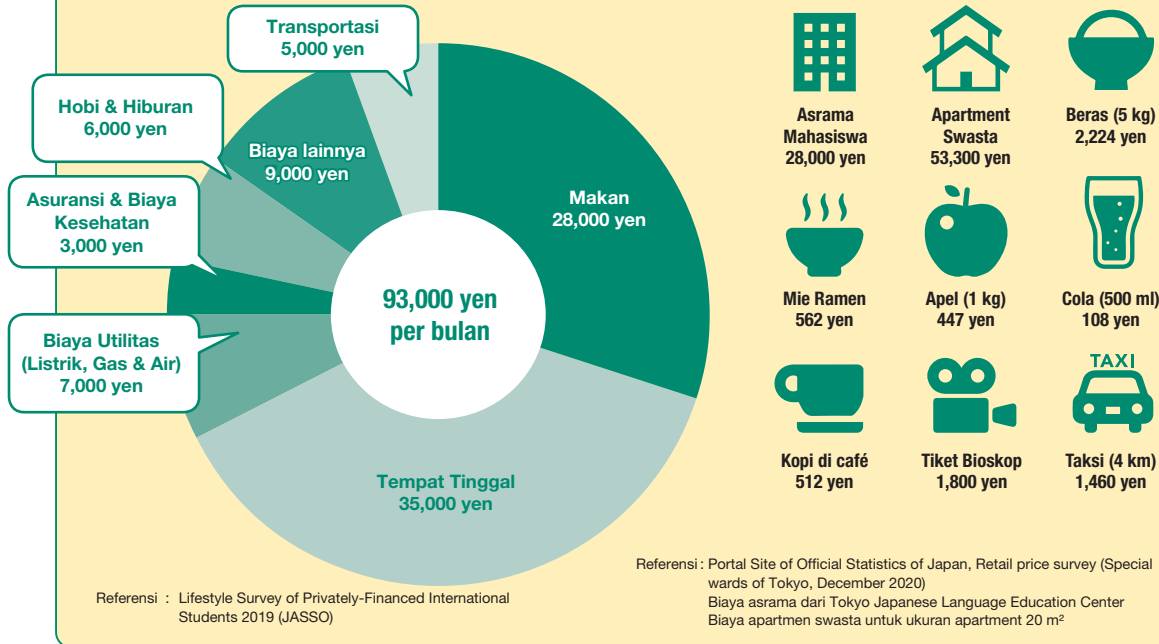 Transportasi
5,000 yen
Hobi & Hiburan
6,000 yen
Biaya lainnya
9,000 yen
Asuransi & Biaya
Kesehatan
3,000 yen
Biaya Utilitas
(Listrik, Gas & Air)
7,000 yen
Makan
28,000 yen
93,000 yen
per bulan
Tempat Tinggal
35,000 yen
Referensi : Lifestyle Survey of Privately-Financed International
Students 2019 (JASSO)
Asrama
Mahasiswa
28,000 yen
Apartment
Swasta
53,300 yen
Beras (5 kg)
2,224 yen
Mie Ramen
562 yen
Apel (1 kg)
447 yen
Cola (500 ml)
108 yen
TAXI
Kopi di café
512 yen
Tiket Bioskop
1,800 yen
Taksi (4 km)
1,460 yen
Referensi : Portal Site of Official Statistics of Japan, Retail price survey (Special
wards of Tokyo, December 2020)
Biaya asrama dari Tokyo Japanese Language Education Center
Biaya apartmen swasta untuk ukuran apartment 20 m²